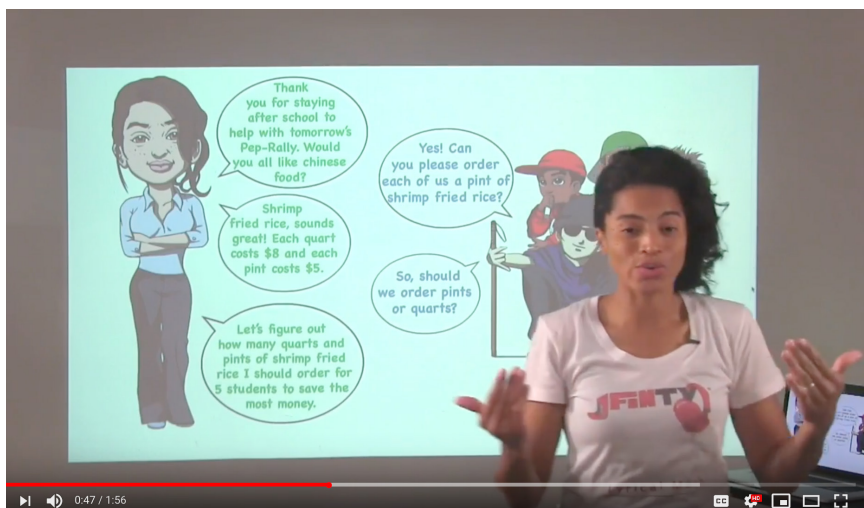 Thank
you for staying
after school to
help with tomorrow's
Pep-Rally. Would
you all like chinese
food?
Yes! Can
you please order
each of us a pint of
shrimp fried rice?
Shrimp
fried rice, sounds
great! Each quart
costs $8 and each
pint costs $5.
So, should
we order pints
or quarts?
Let's figure out
how many quarts and
pints of shrimp fried
rice I should order for
5 students to save the
most money.
JFINTY
0:47 / 1:56
CC
HD